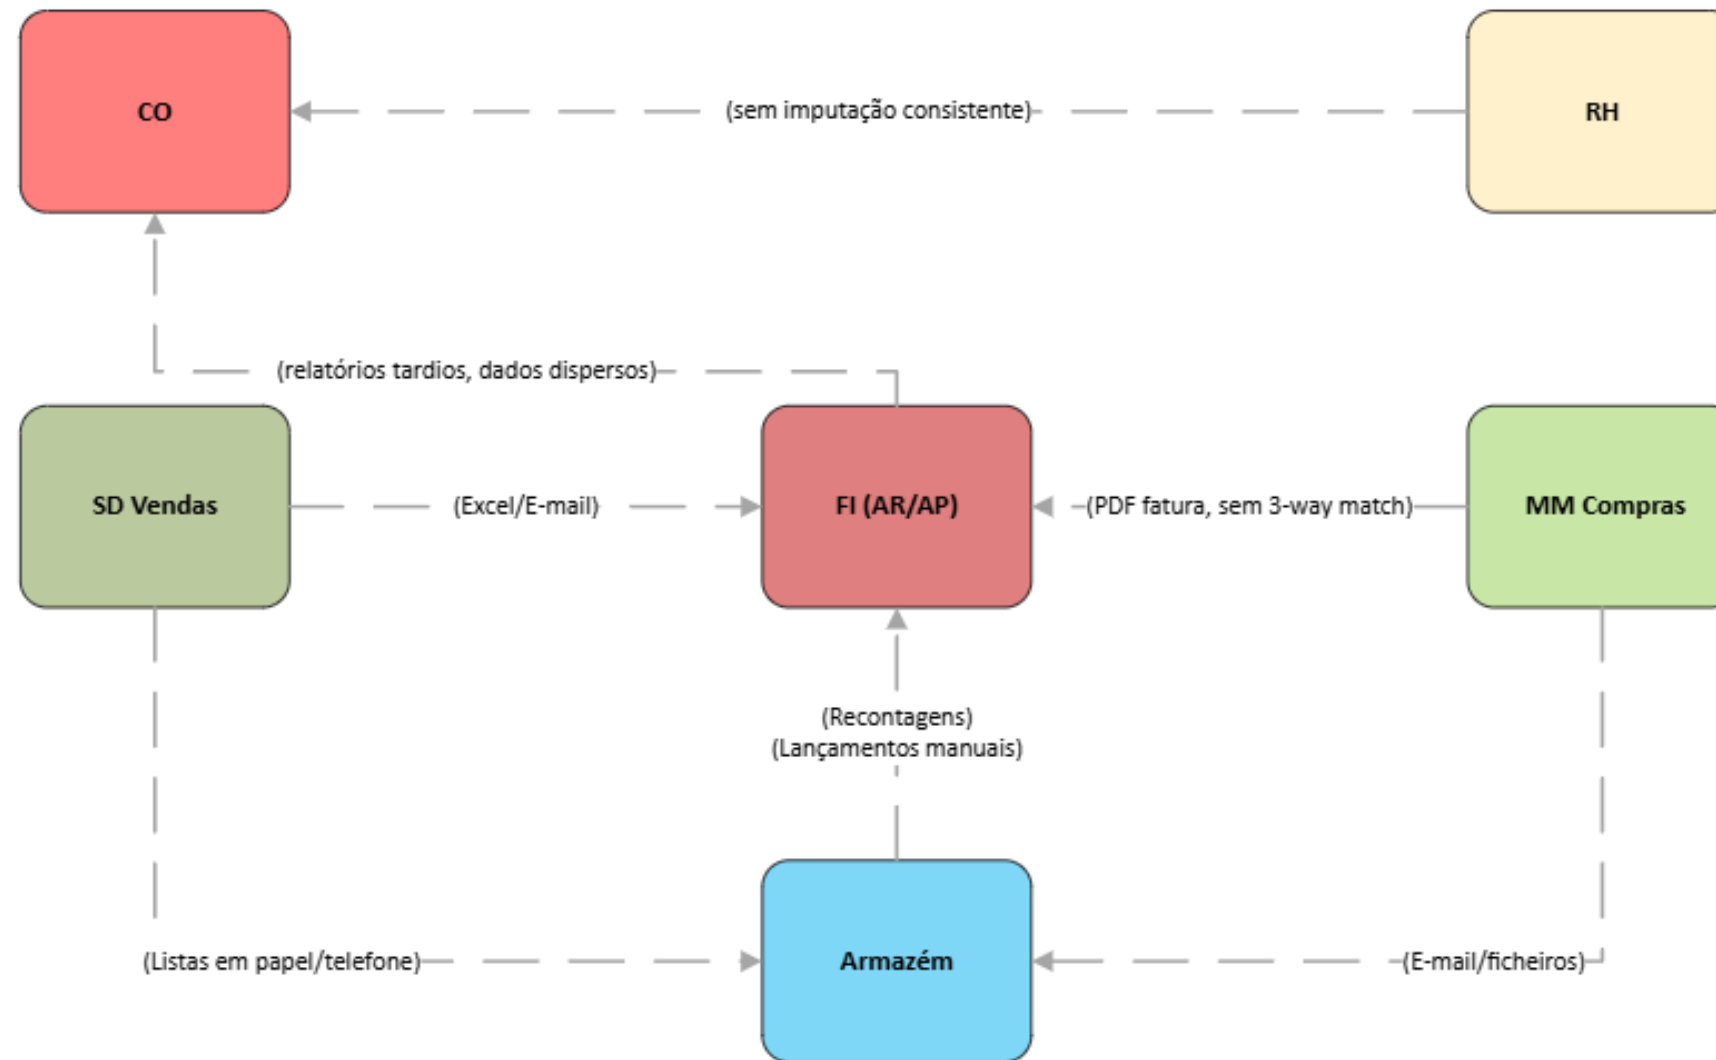 CO
(sem imputação consistente)
RH
(relatórios tardios, dados dispersos)
SD Vendas
(Excel/E-mail)
FI (AR/AP)
(PDF fatura, sem 3-way match)
MM Compras
(Recontagens)
(Lançamentos manuais)
(Listas em papel/telefone)
Armazém
(E-mail/ficheiros)